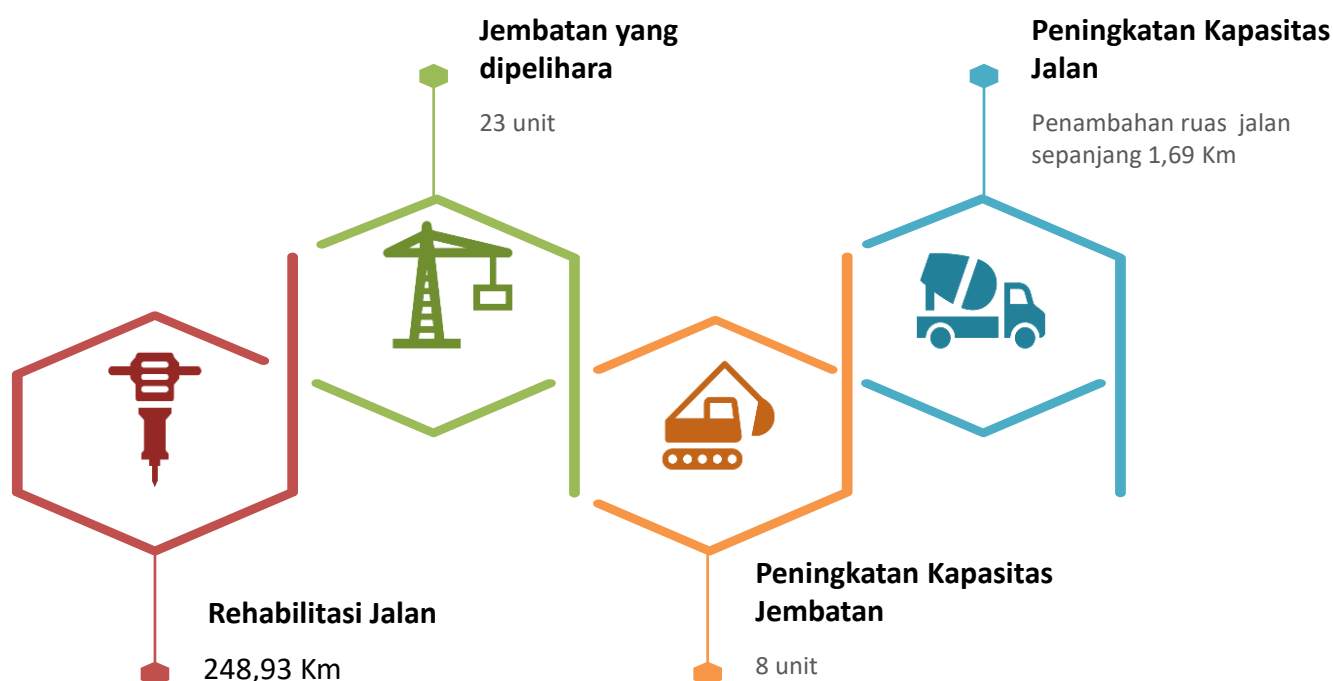 Jembatan yang
dipelihara
23 unit
Peningkatan Kapasitas
Jalan
Penambahan ruas jalan
sepanjang 1,69 Km
Rehabilitasi Jalan
248,93 Km
Peningkatan Kapasitas
Jembatan
8 unit